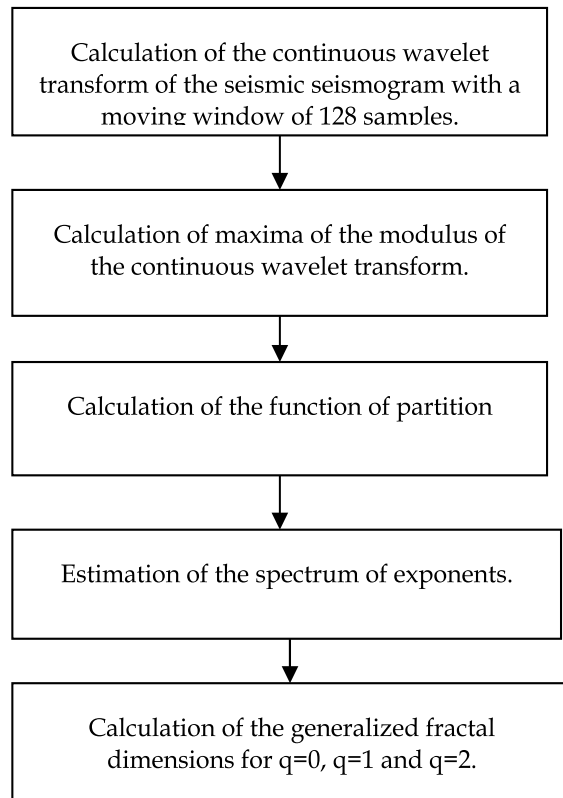 Calculation of the continuous wavelet
transform of the seismic seismogram with a
moving window of 128 samples.
Calculation of maxima of the modulus of
the continuous wavelet transform.
Calculation of the function of partition
Estimation of the spectrum of exponents.
Calculation of the generalized fractal
dimensions for q=0, q=1 and q=2.